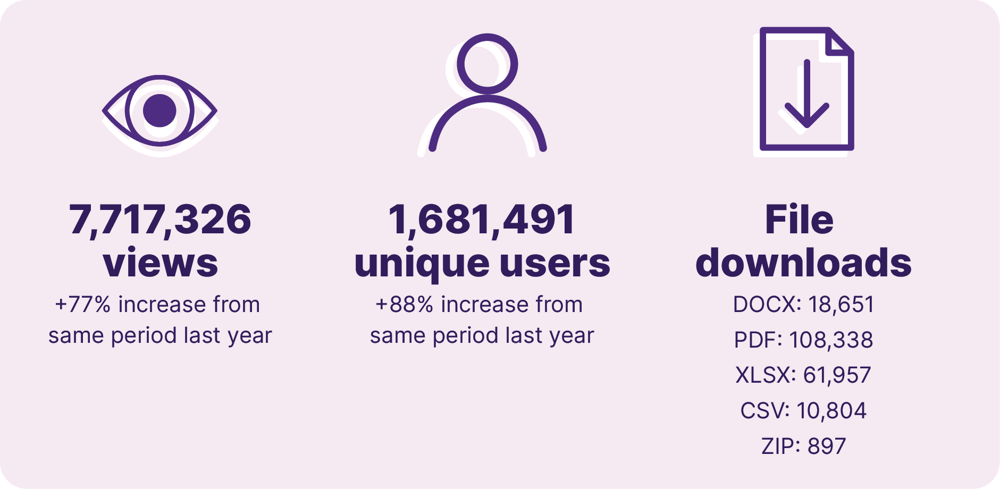 7,717,326
views
+77% increase from
same period last year
1,681,491
unique users
+88% increase from
same period last year
File
downloads
DOCX: 18,651
PDF: 108,338
XLSX: 61,957
CSV: 10,804
ZIP: 897